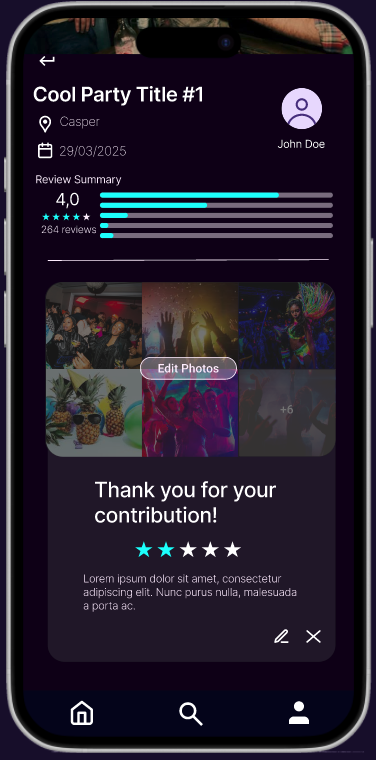 Cool Party Title #1
Casper
29/03/2025
John Doe
Review Summary
4,0
264 reviews
Edit Photos
+6
Thank you for your
contribution!
Lorem ipsum dolor sit amet, consectetur
adipiscing elit. Nunc purus nulla, malesuada
a porta ac.